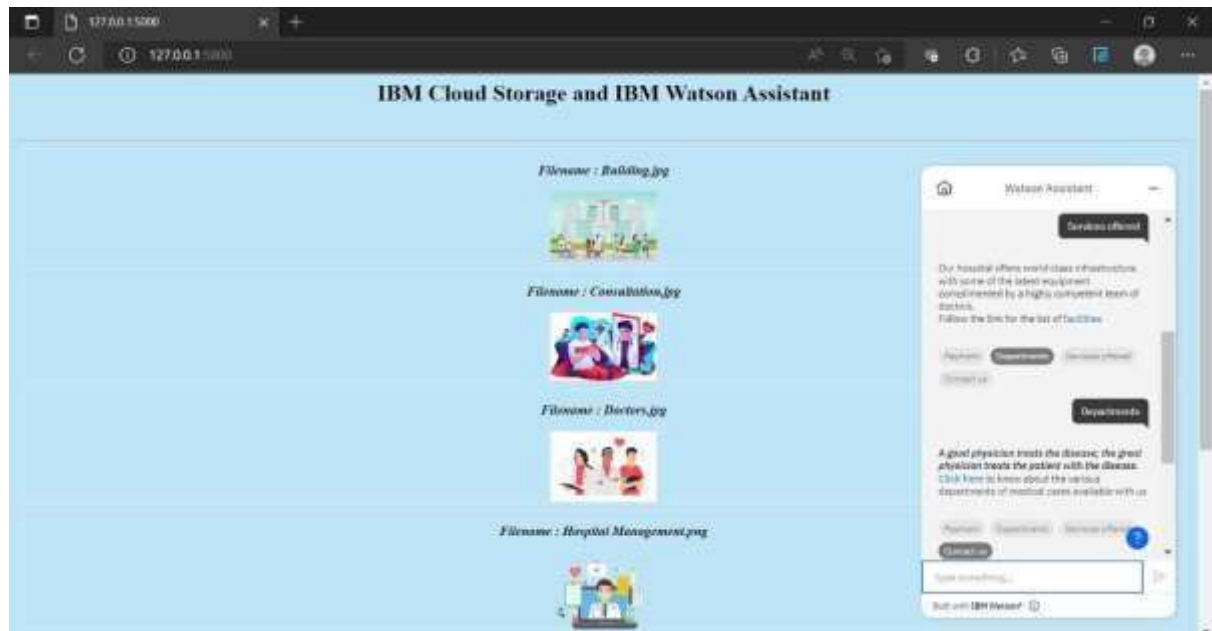 127.0.0.1:5000
127.0.0.1:5000
IBM Cloud Storage and IBM Watson Assistant
Filename : Building.jpg
Filename : Consultation.jpg
Filename : Doctors.jpg
Filename : Hospital Management.png
Watson Assistant
Services offered
Our hospital offers world class infrastructure
with some of the latest equipment
complimented by a highly competent team of
doctors.
Follow the link for the list of facilities
Payment Departments Services offered
Contact us
Departments
A good physician treats the disease; the great
physician treats the patient with the disease.
Click here to know about the various
departments of medical cares available with us
Payment Departments Services offered
?
Contact us
Type something...
Built with IBM Watson®